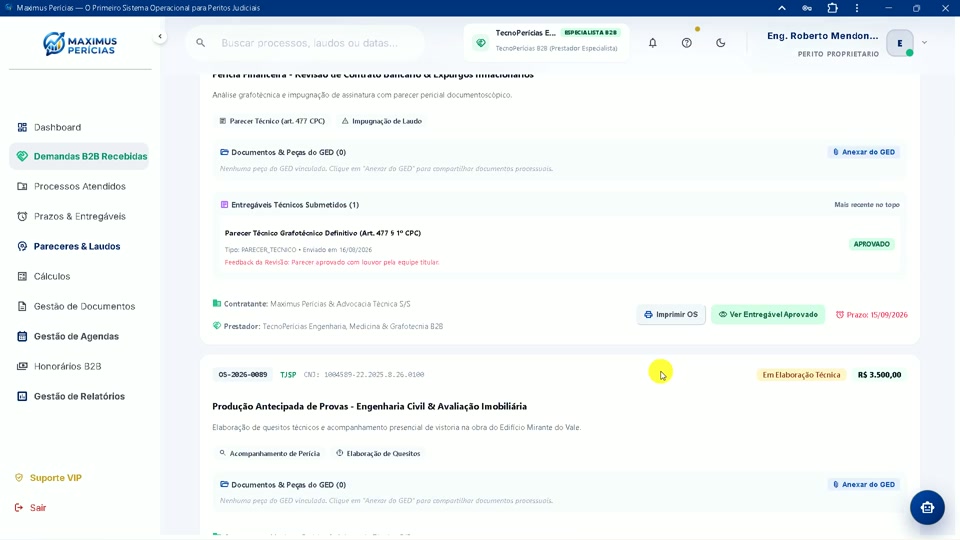 Maximus Perícias — O Primeiro Sistema Operacional para Peritos Judiciais
MAXIMUS
PERÍCIAS
Buscar processos, laudos ou datas...
TecnoPerícias E...
ESPECIALISTA B2B
TecnoPerícias B2B (Prestador Especialista)
Eng. Roberto Mendon...
PERITO PROPRIETARIO
E
Dashboard
Demandas B2B Recebidas
Processos Atendidos
Prazos & Entregáveis
Pareceres & Laudos
Cálculos
Gestão de Documentos
Gestão de Agendas
Honorários B2B
Gestão de Relatórios
Suporte VIP
Sair
Perícia Financeira - Revisão de Contrato Bancário & Expurgos Inflacionários
Análise grafotécnica e impugnação de assinatura com parecer pericial documentoscópico.
Parecer Técnico (art. 477 CPC)
Impugnação de Laudo
Documentos & Peças do GED (0)
Anexar do GED
Nenhuma peça do GED vinculada. Clique em "Anexar do GED" para compartilhar documentos processuais.
Entregáveis Técnicos Submetidos (1)
Mais recente no topo
Parecer Técnico Grafotécnico Definitivo (Art. 477 § 1º CPC)
Tipo: PARECER_TECNICO • Enviado em 16/09/2026
Feedback da Revisão: Parecer aprovado com louvor pela equipe titular.
APROVADO
Contratante: Maximus Perícias & Advocacia Técnica S/S
Prestador: TecnoPerícias Engenharia, Medicina & Grafotecnia B2B
Imprimir OS
Ver Entregável Aprovado
Prazo: 15/09/2026
OS-2026-0089
TJSP
CNJ: 1004589-22.2025.8.26.0100
Em Elaboração Técnica
R$ 3.500,00
Produção Antecipada de Provas - Engenharia Civil & Avaliação Imobiliária
Elaboração de quesitos técnicos e acompanhamento presencial de vistoria na obra do Edifício Mirante do Vale.
Acompanhamento de Perícia
Elaboração de Quesitos
Documentos & Peças do GED (0)
Anexar do GED
Nenhuma peça do GED vinculada. Clique em "Anexar do GED" para compartilhar documentos processuais.